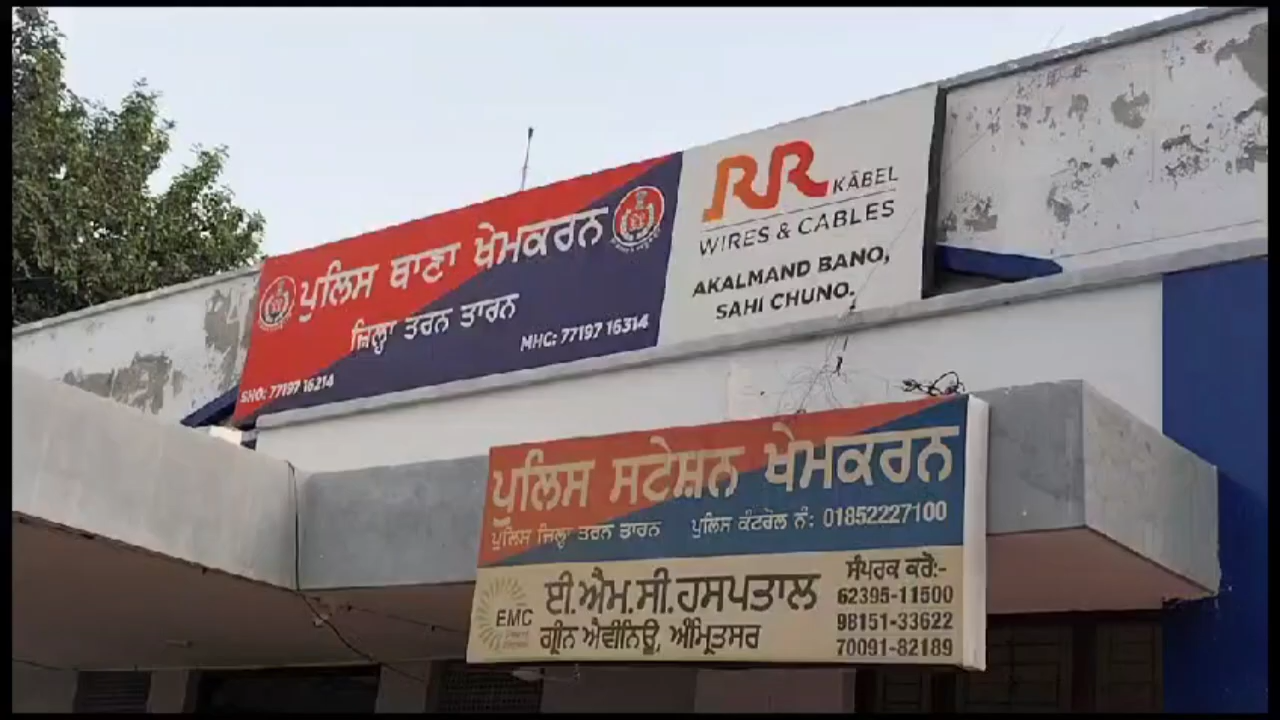 ਪੁਲਿਸ ਥਾਣਾ ਖੇਮਕਰਨ
ਜ਼ਿਲ੍ਹਾ ਤਰਨ ਤਾਰਨ
SHO: 77197 16214
MHC: 77197 16314
RR KĀBEL
WIRES & CABLES
AKALMAND BANO,
SAHI CHUNO.
ਪੁਲਿਸ ਸਟੇਸ਼ਨ ਖੇਮਕਰਨ
ਪੁਲਿਸ ਜਿਲ੍ਹਾ ਤਰਨ ਤਾਰਨ ਪੁਲਿਸ ਕੰਟਰੋਲ ਨੰ: 01852227100
EMC
ਈ.ਐਮ.ਸੀ.ਹਸਪਤਾਲ
ਗ੍ਰੀਨ ਐਵੀਨਿਊ, ਅੰਮ੍ਰਿਤਸਰ
ਸੰਪਰਕ ਕਰੋ:-
62395-11500
98151-33622
70091-82189